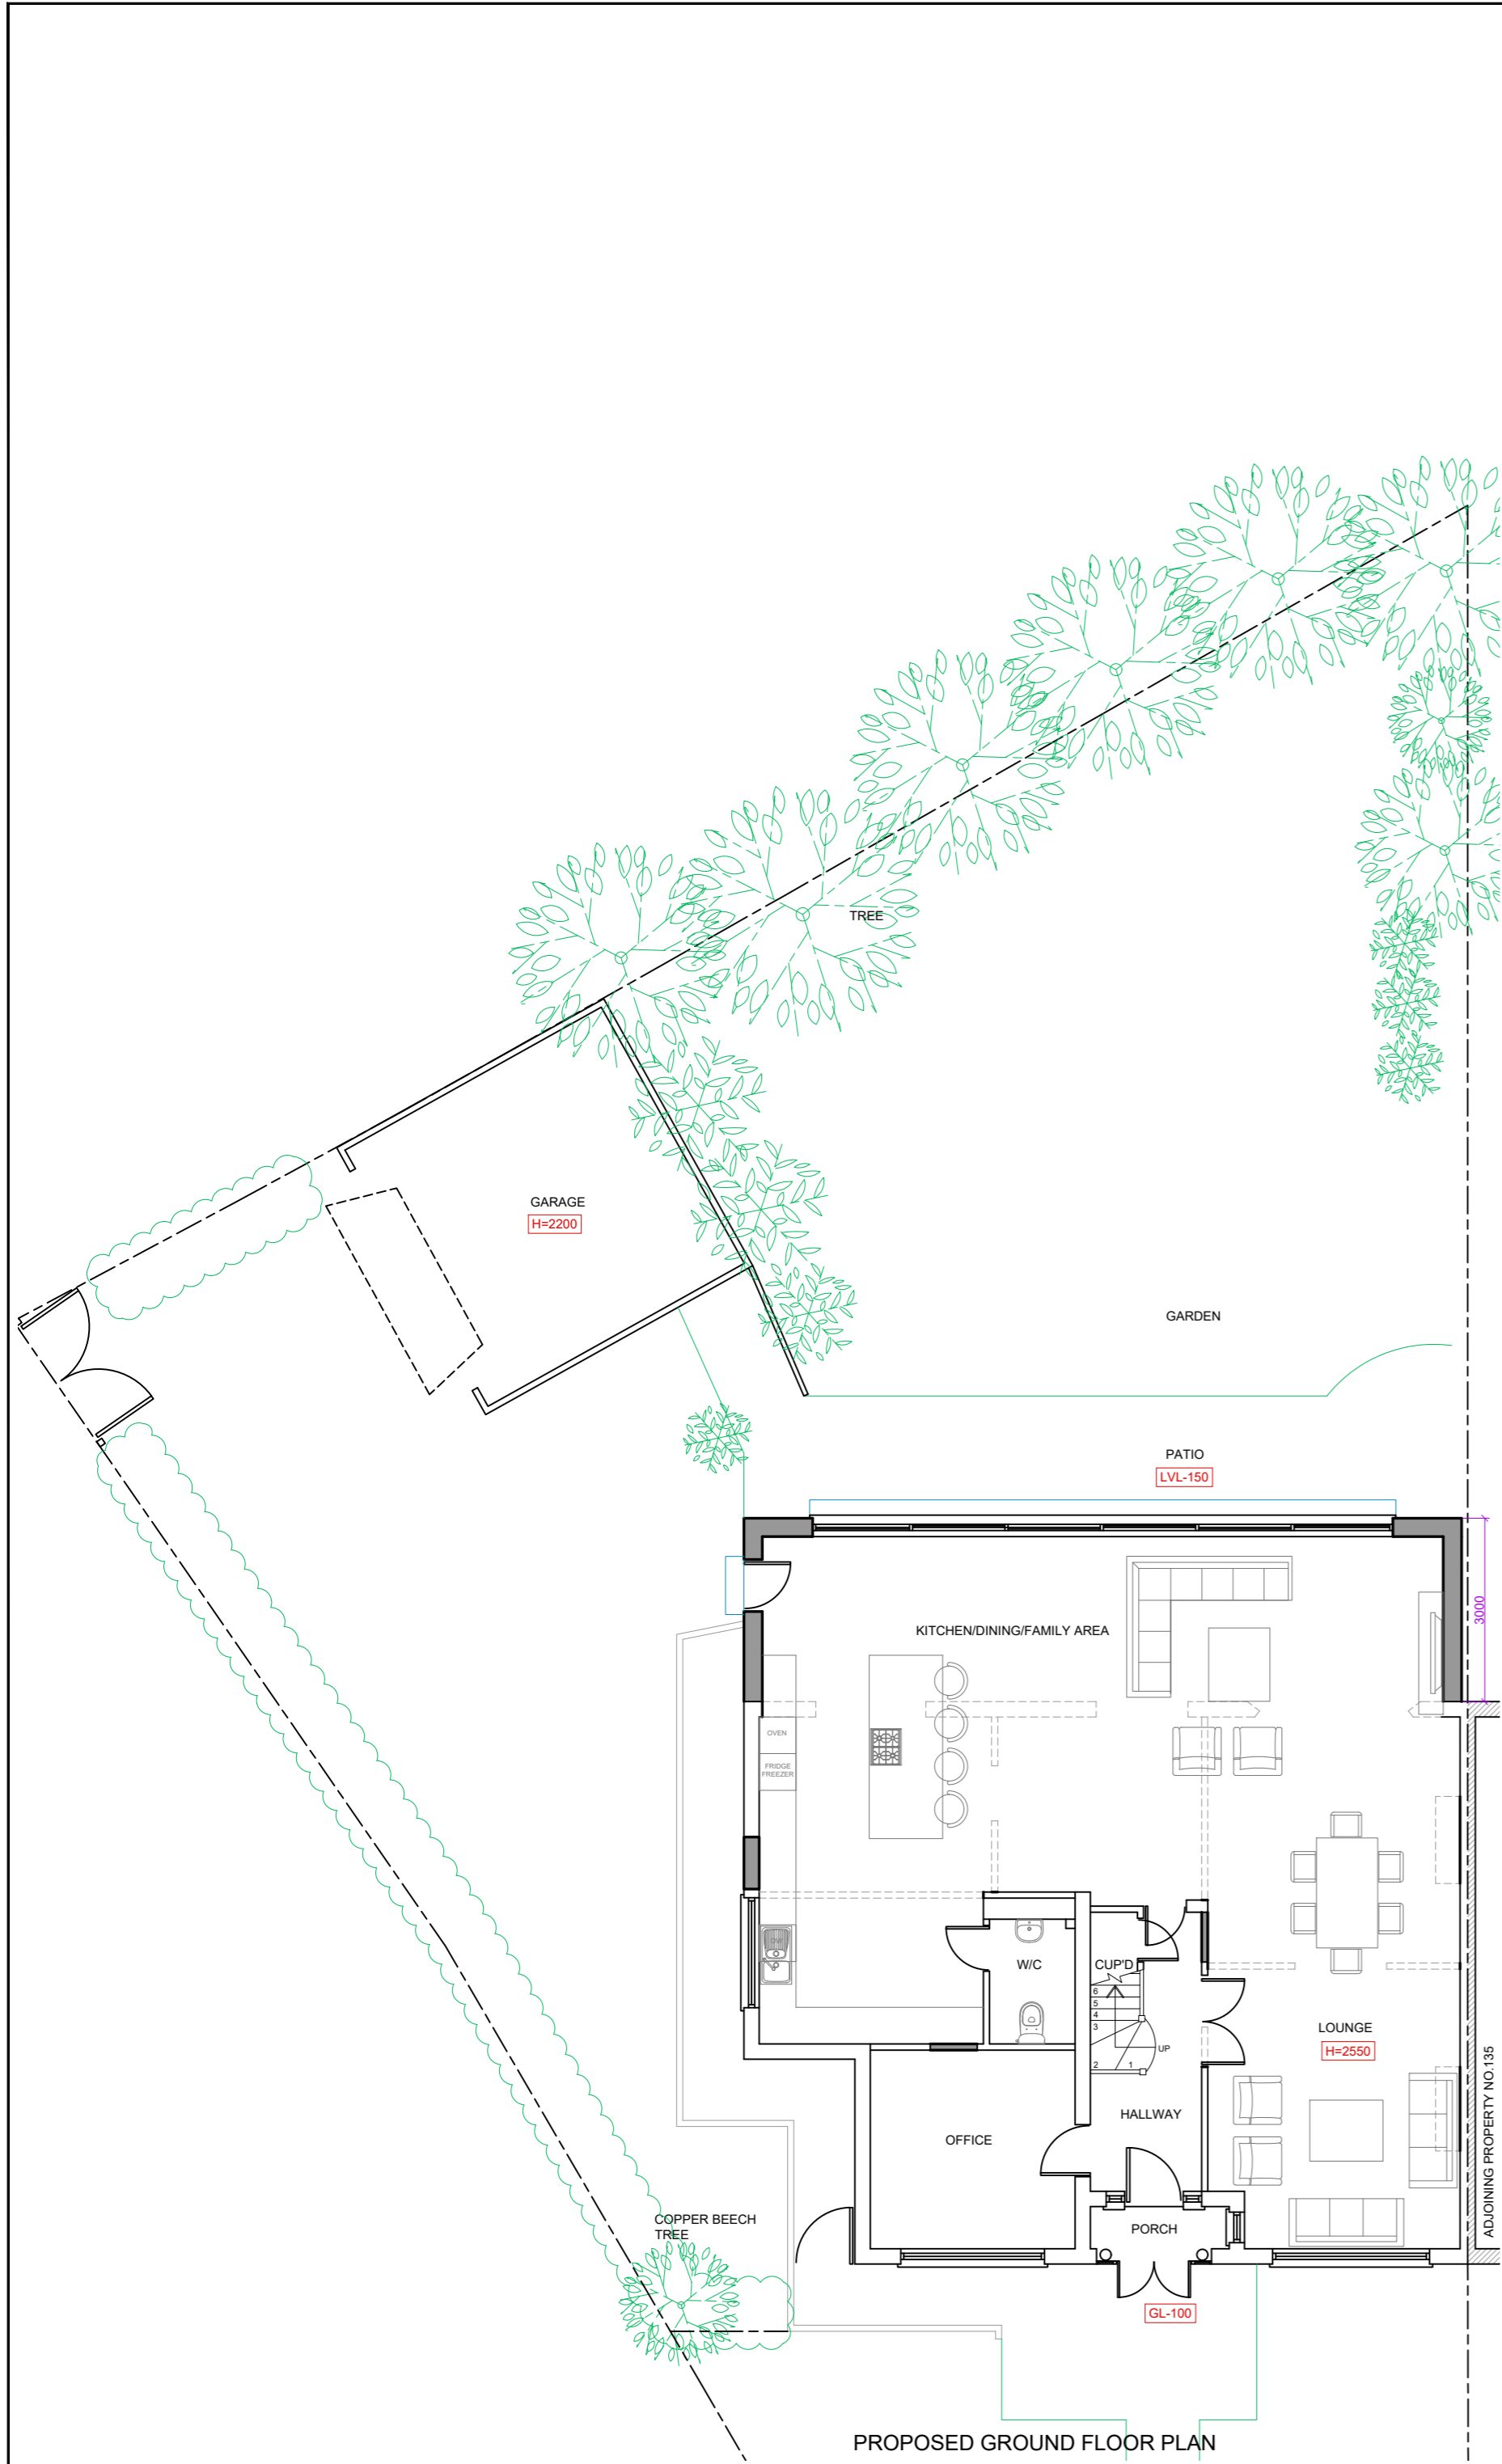 TREE
GARAGE
H=2200
GARDEN
PATIO
LVL-150
3000
KITCHEN/DINING/FAMILY AREA
OVEN
FRIDGE
FREEZER
DW
W/C
CUP'D
6
5
4
3
2
1
UP
LOUNGE
H=2550
HALLWAY
OFFICE
ADJOINING PROPERTY NO.135
COPPER BEECH
TREE
PORCH
GL-100
PROPOSED GROUND FLOOR PLAN